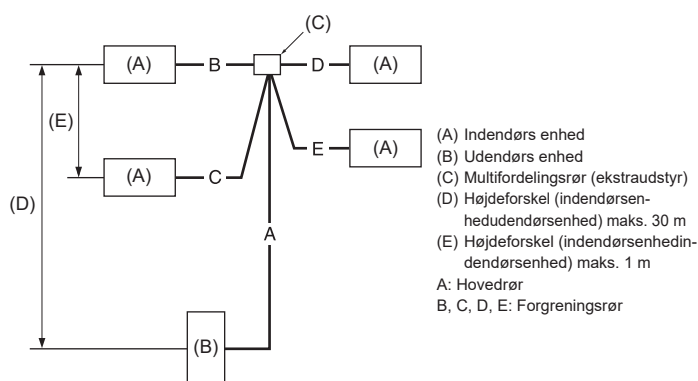 (C)
(A) B D (A)
(E)
(A) C E (A)
(D)
A
(B)
(A) Indendørs enhed
(B) Udendørs enhed
(C) Multifordelingsrør (ekstraudstyr)
(D) Højdeforskel (indendørsen-
hedudendørsenhed) maks. 30 m
(E) Højdeforskel (indendørsenhedin-
dendørsenhed) maks. 1 m
A: Hovedrør
B, C, D, E: Forgreningsrør